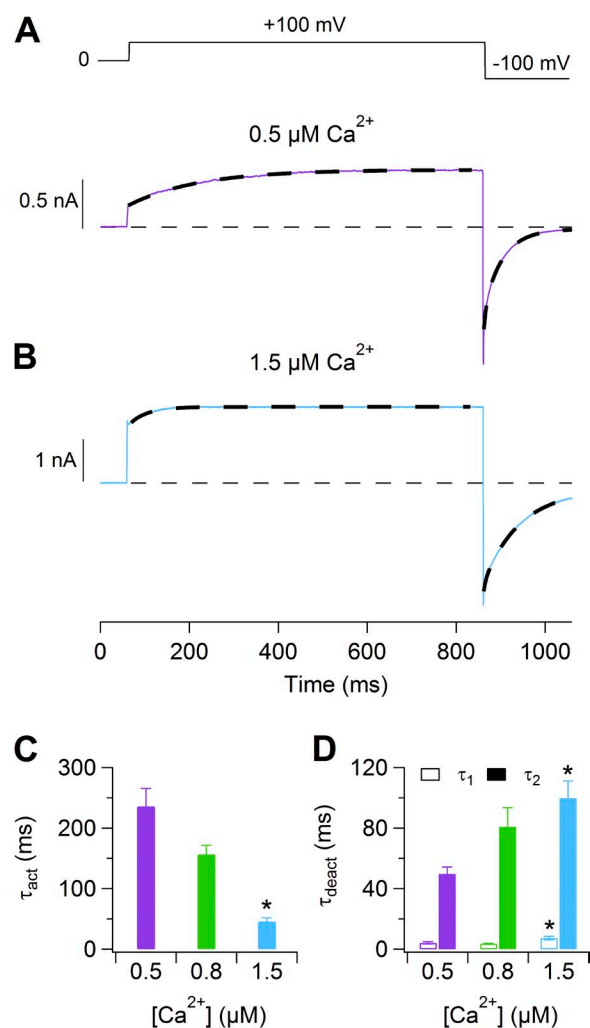 A
+100 mV
0
-100 mV
0.5 µM Ca²⁺
0.5 nA
B
1.5 µM Ca²⁺
1 nA
0 200 400 600 800 1000
Time (ms)
C
300
200
100
0
τact (ms)
*
0.5 0.8 1.5
[Ca²⁺] (µM)
D
120
80
40
0
τdeact (ms)
τ₁ τ₂
*
*
0.5 0.8 1.5
[Ca²⁺] (µM)